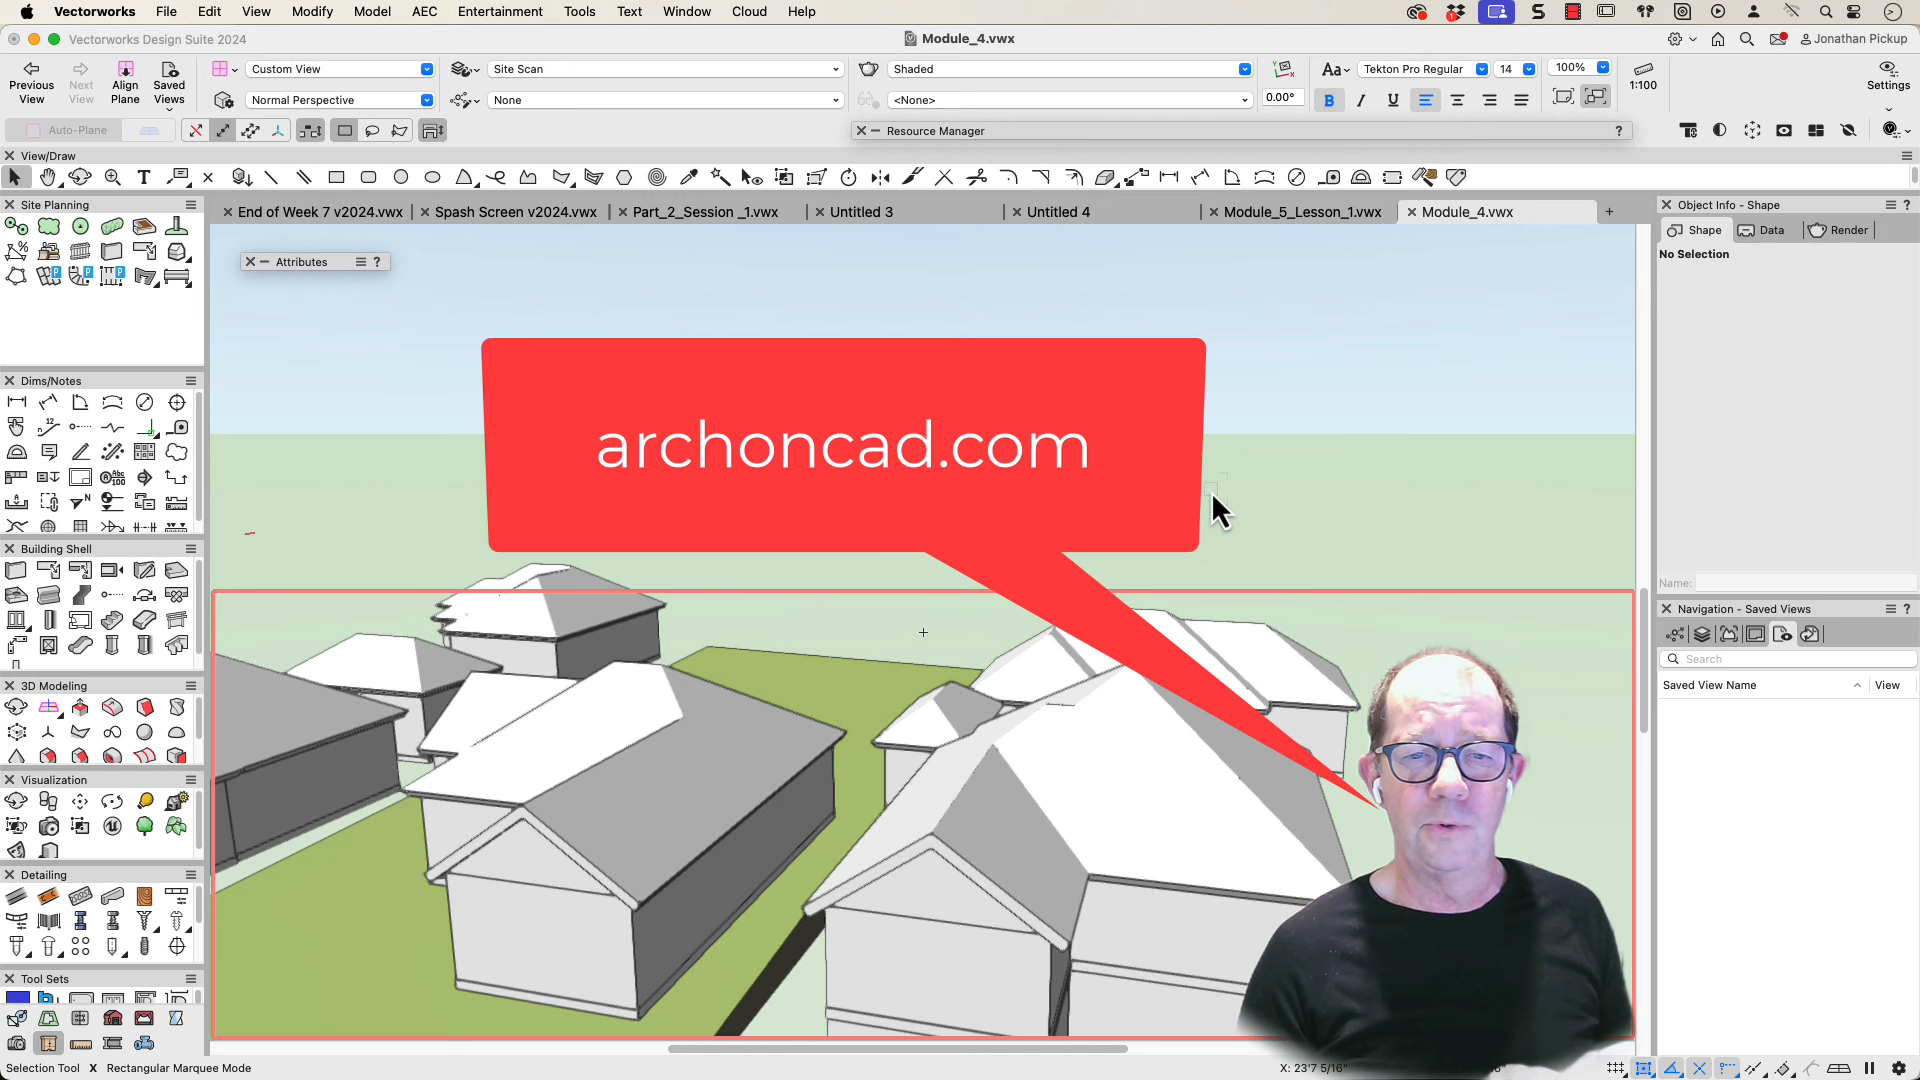 Vectorworks File Edit View Modify Model AEC Entertainment Tools Text Window Cloud Help
Vectorworks Design Suite 2024
Module_4.vwx
Jonathan Pickup
Previous View
Next View
Align Plane
Saved Views
Custom View
Site Scan
Shaded
Aa
Tekton Pro Regular
14
100%
1:100
Settings
Normal Perspective
None
<None>
0.00°
B I U
Auto-Plane
Resource Manager ?
View/Draw
Site Planning
End of Week 7 v2024.vwx
Spash Screen v2024.vwx
Part_2_Session _1.vwx
Untitled 3
Untitled 4
Module_5_Lesson_1.vwx
Module_4.vwx
Object Info - Shape ?
Shape
Data
Render
No Selection
Attributes ?
archoncad.com
Dims/Notes
Building Shell
Name:
Navigation - Saved Views ?
Search
Saved View Name
View
3D Modeling
Visualization
Detailing
Tool Sets
Selection Tool X Rectangular Marquee Mode
X: 23'7 5/16"